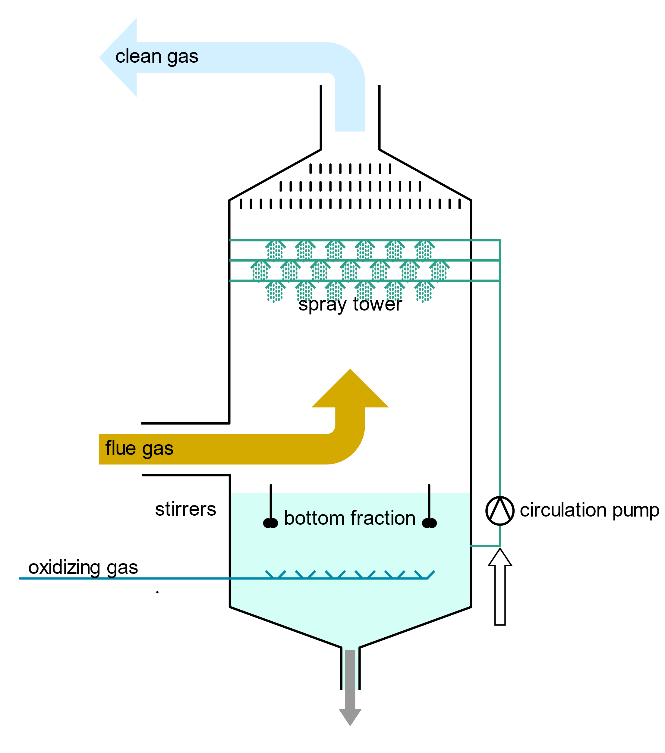 clean gas
spray tower
flue gas
stirrers
bottom fraction
circulation pump
oxidizing gas